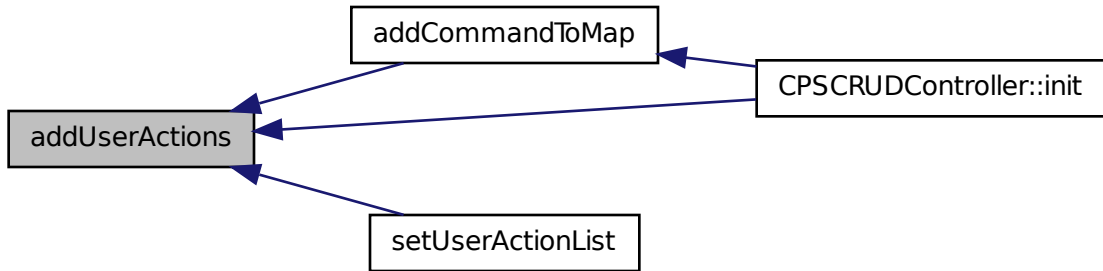 addCommandToMap
CPSCRUDController::init
addUserActions
setUserActionList